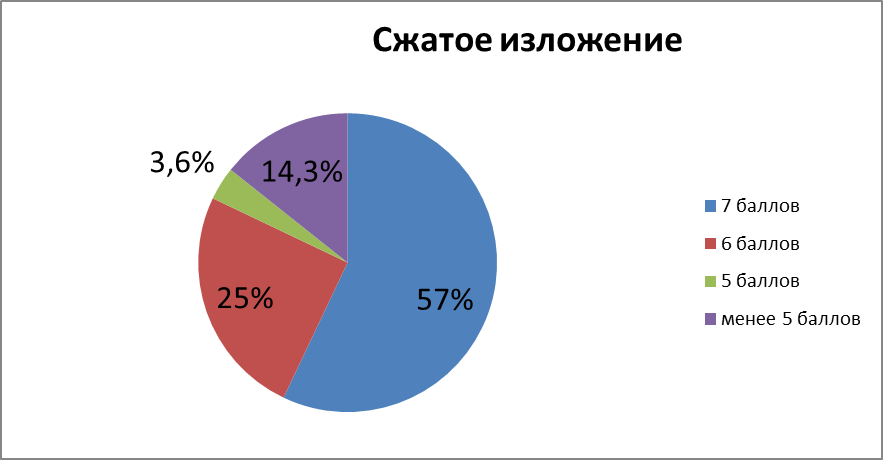 Сжатое изложение
3,6%
14,3%
25%
57%
7 баллов
6 баллов
5 баллов
менее 5 баллов